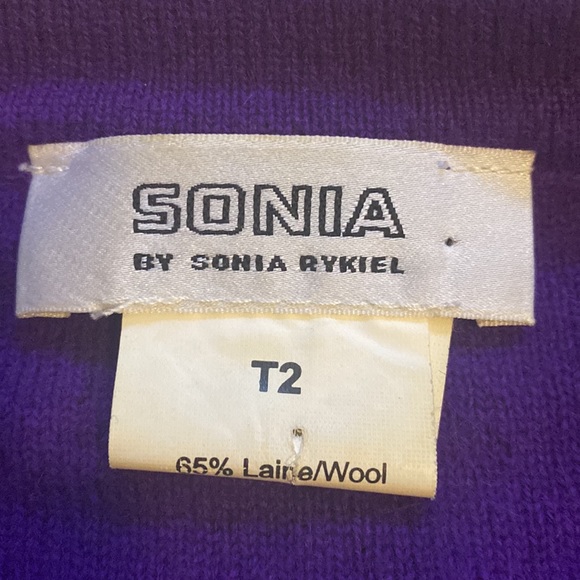 SONIA
BY SONIA RYKIEL
T2
65% Laine/Wool